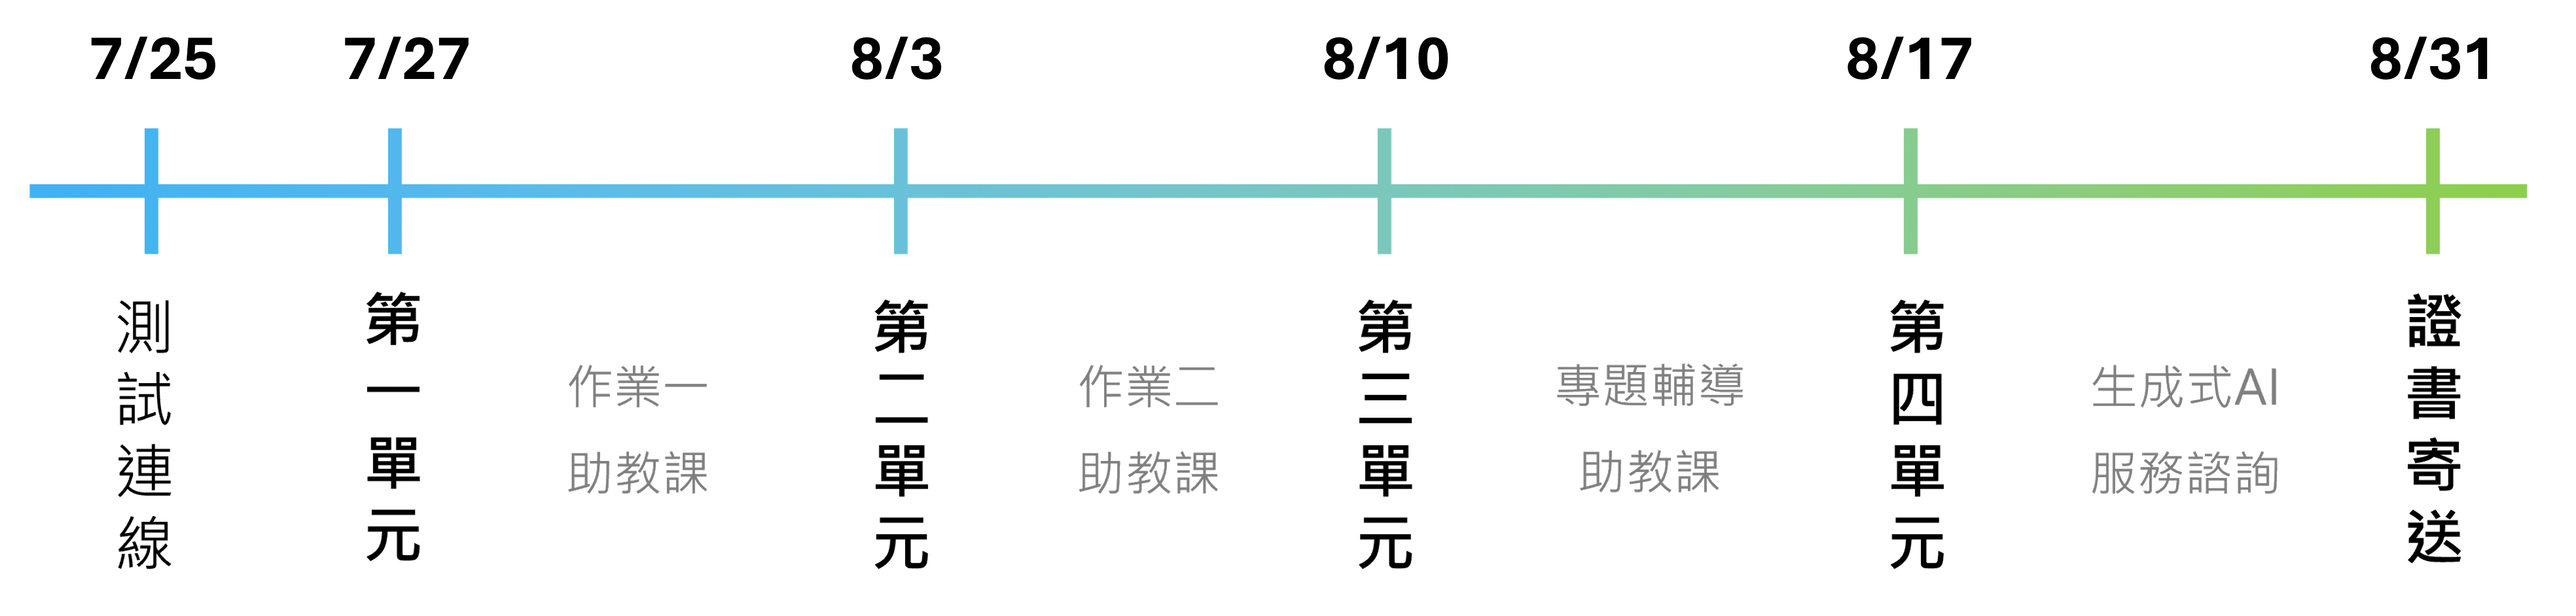 7/25
7/27
8/3
8/10
8/17
8/31
測試連線
第一單元
作業一
助教課
第二單元
作業二
助教課
第三單元
專題輔導
助教課
第四單元
生成式AI
服務諮詢
證書寄送